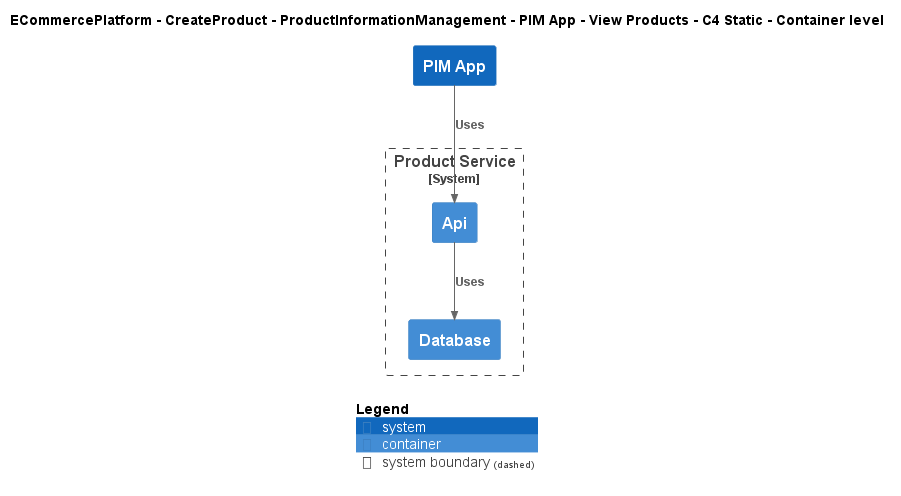 ECommercePlatform - CreateProduct - ProductInformationManagement - PIM App - View Products - C4 Static - Container level
PIM App
Uses
Product Service
[System]
Api
Uses
Database
Legend
system
container
system boundary (dashed)